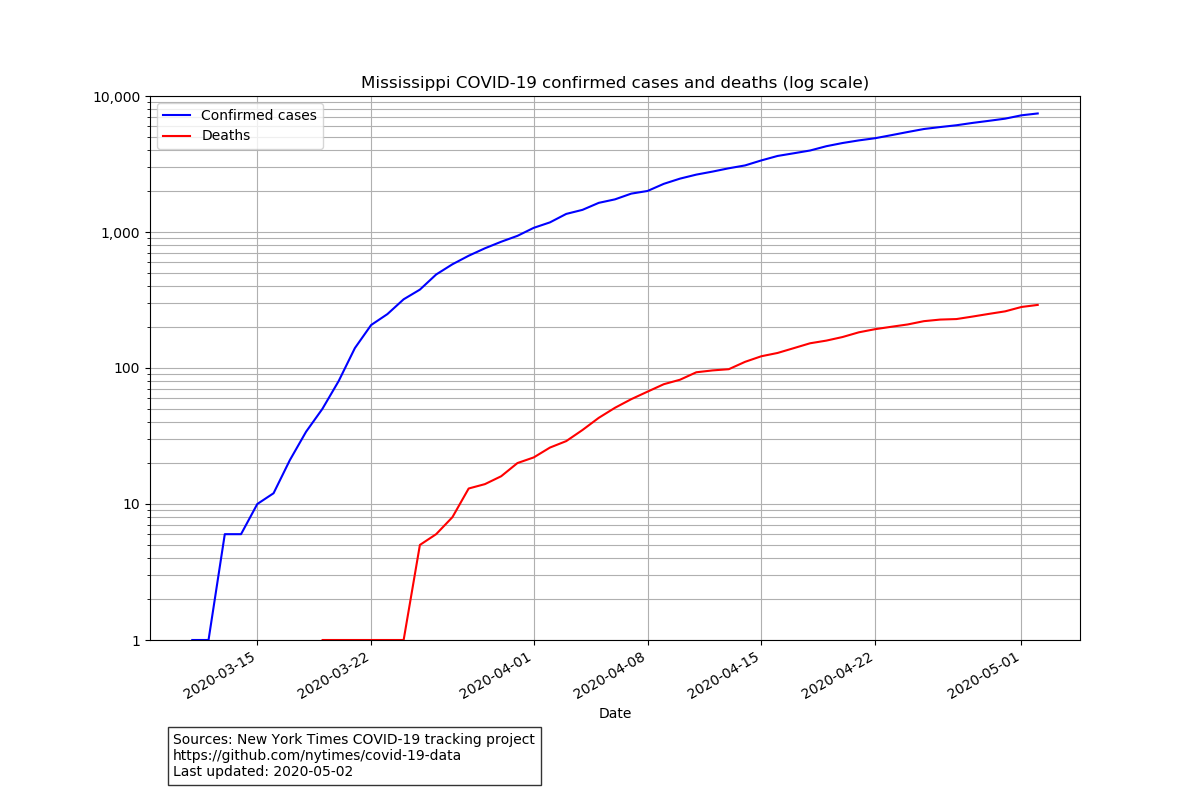 Mississippi COVID-19 confirmed cases and deaths (log scale)
10,000
1,000
100
10
1
Confirmed cases
Deaths
2020-03-15
2020-03-22
2020-04-01
2020-04-08
2020-04-15
2020-04-22
2020-05-01
Date
Sources: New York Times COVID-19 tracking project
https://github.com/nytimes/covid-19-data
Last updated: 2020-05-02